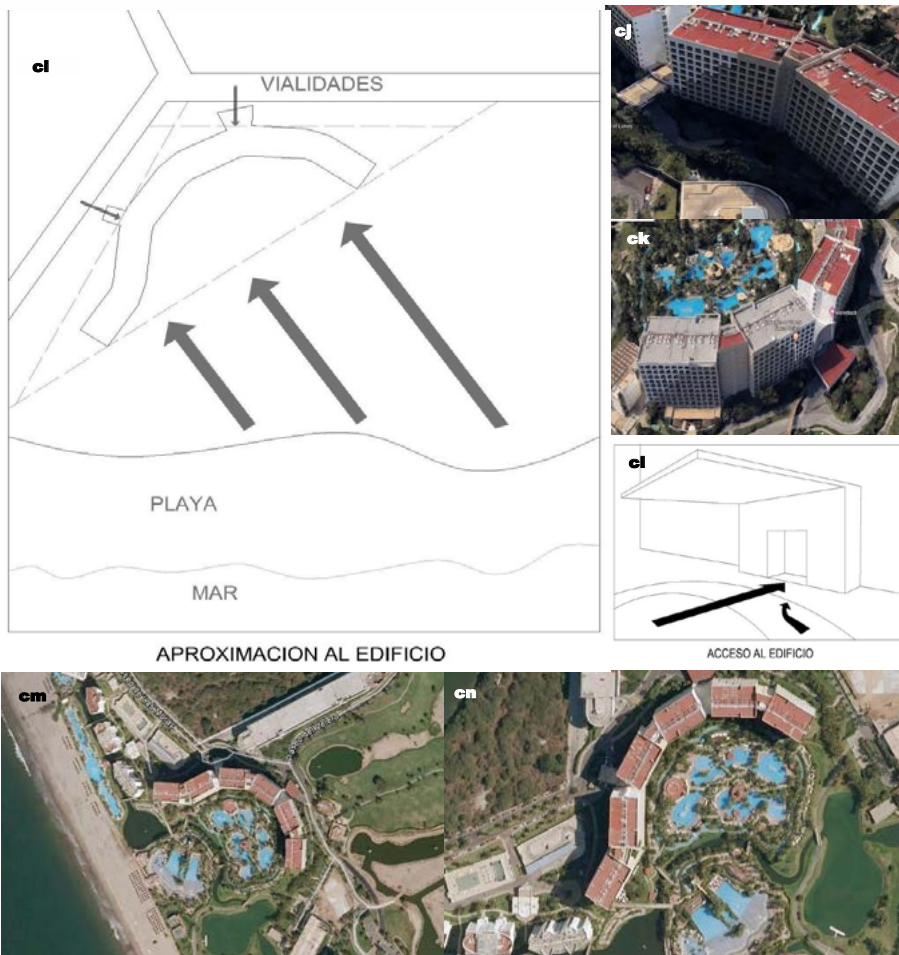 cl
VIALIDADES
PLAYA
MAR
APROXIMACION AL EDIFICIO
cj
ck
cl
ACCESO AL EDIFICIO
cm
cn